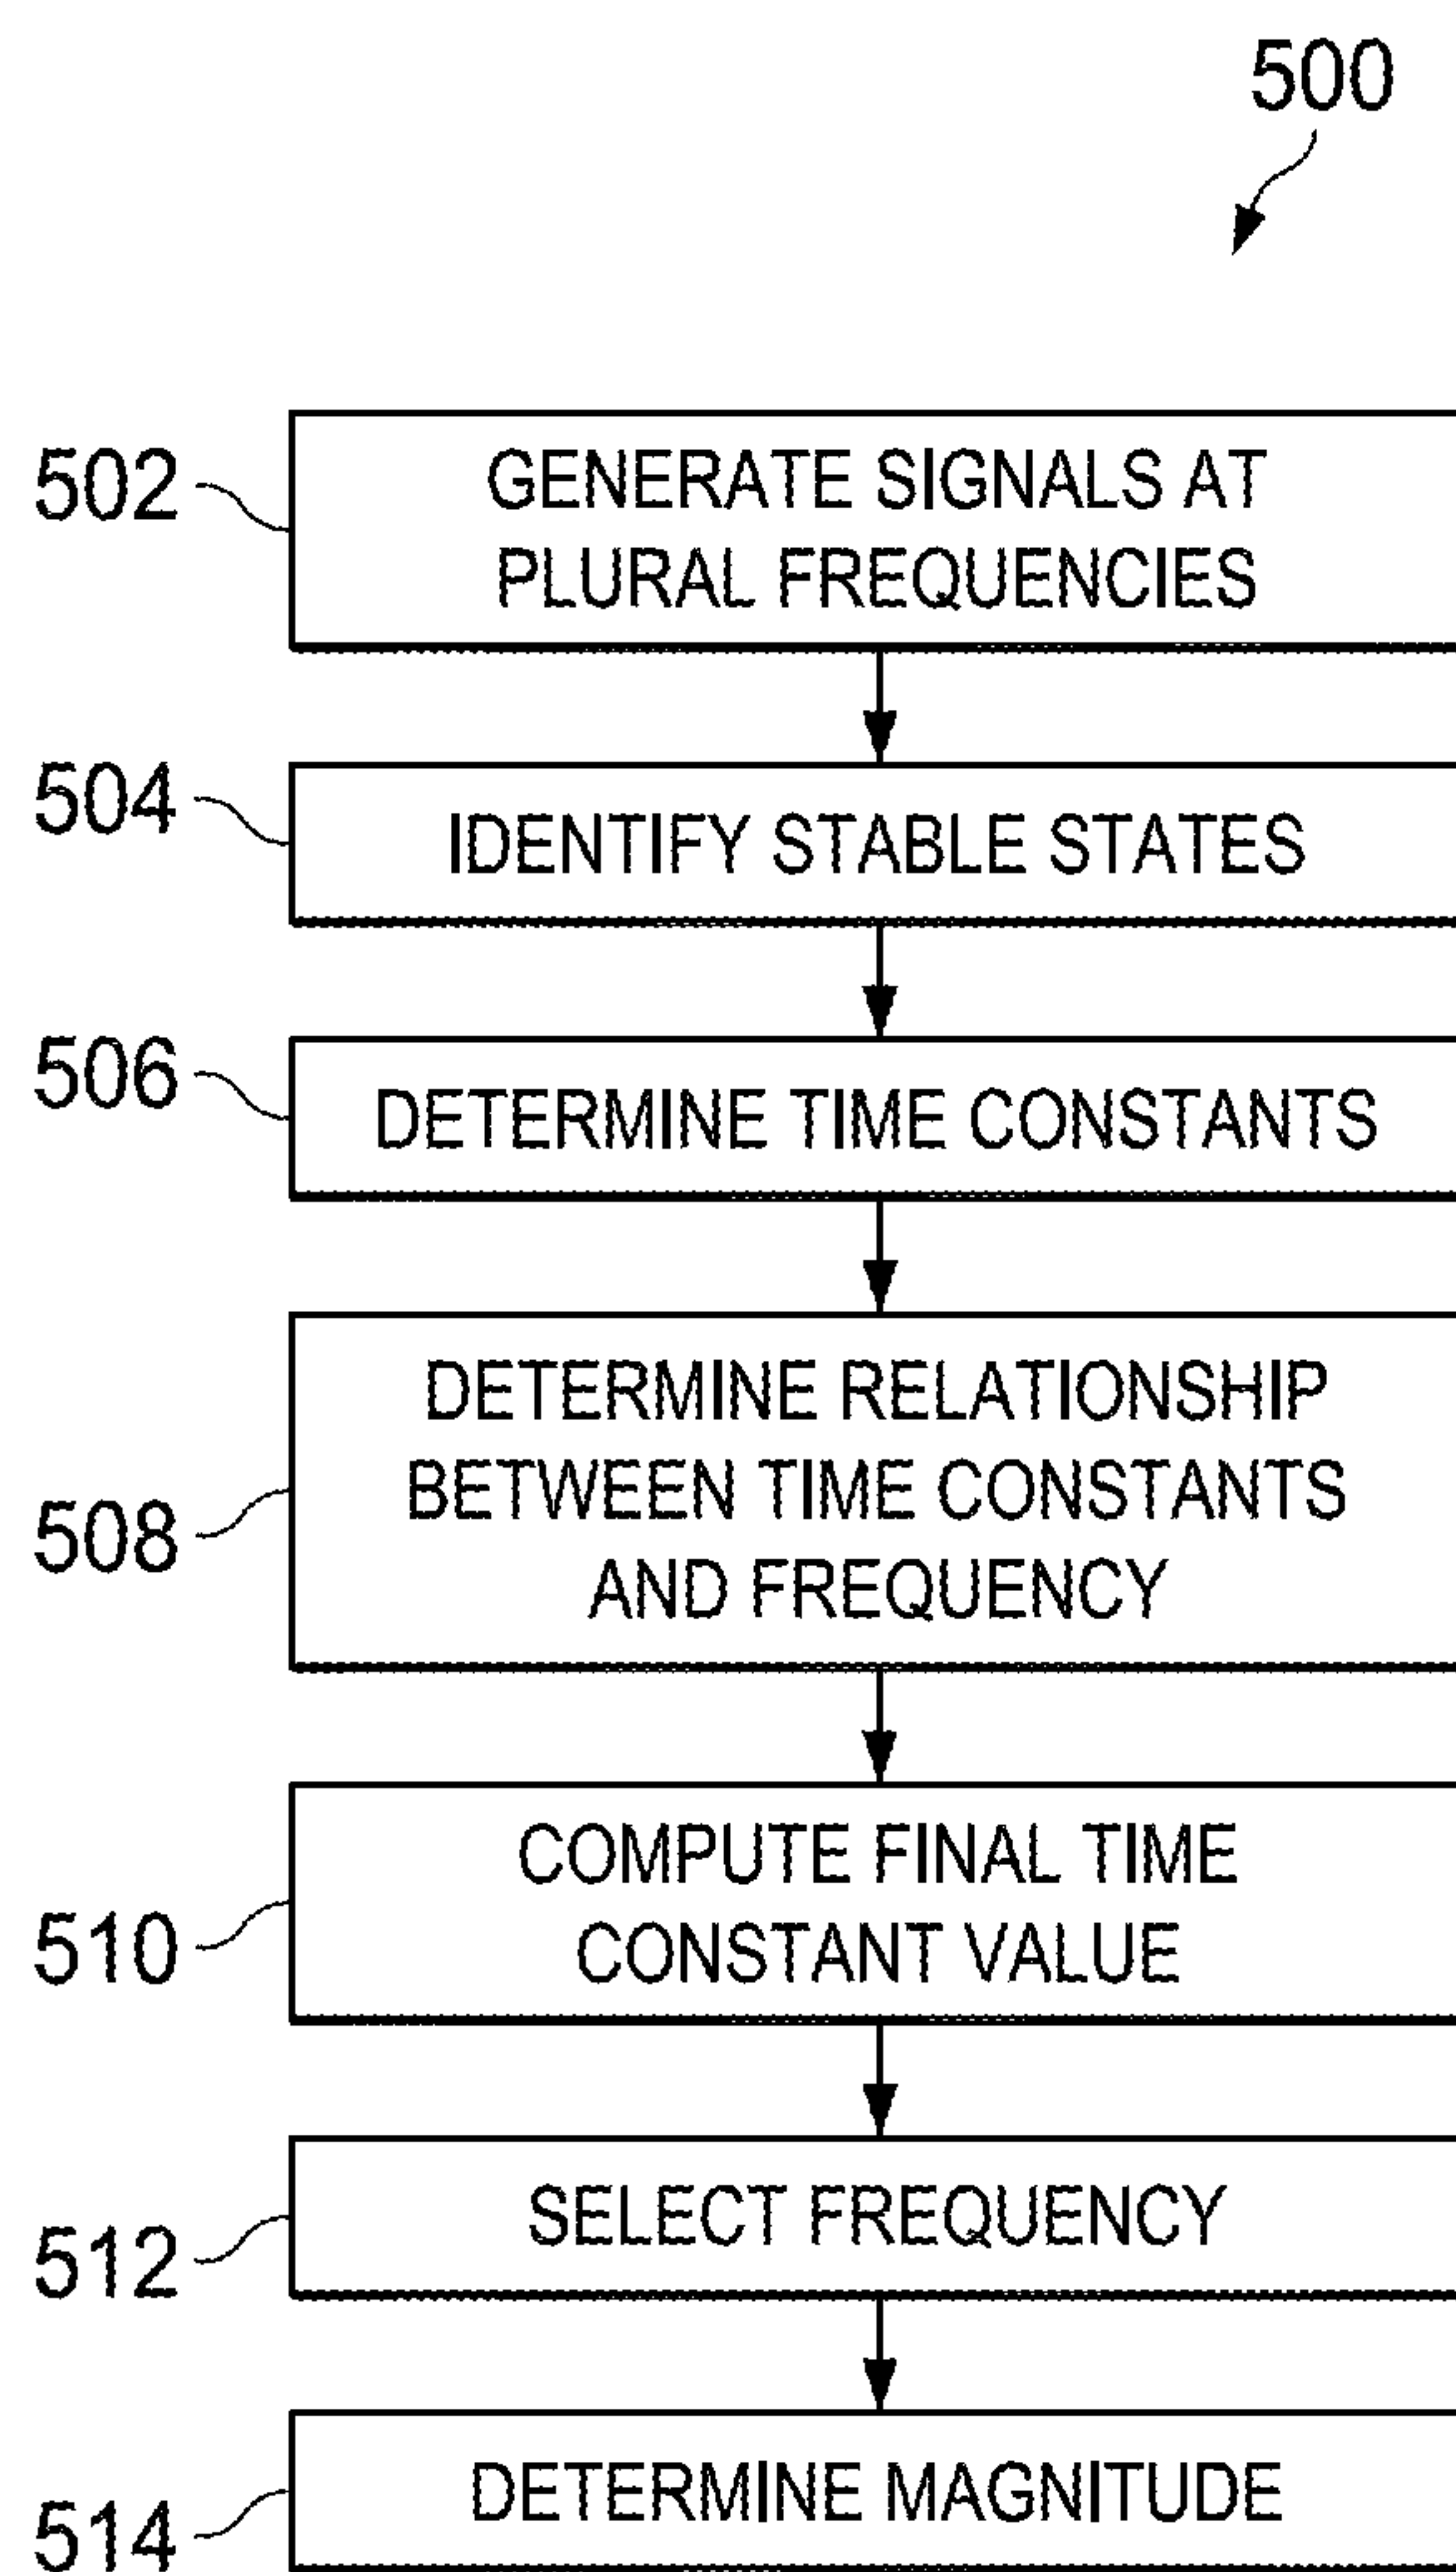 500
502
GENERATE SIGNALS AT
PLURAL FREQUENCIES
504
IDENTIFY STABLE STATES
506
DETERMINE TIME CONSTANTS
508
DETERMINE RELATIONSHIP
BETWEEN TIME CONSTANTS
AND FREQUENCY
510
COMPUTE FINAL TIME
CONSTANT VALUE
512
SELECT FREQUENCY
514
DETERMINE MAGNITUDE